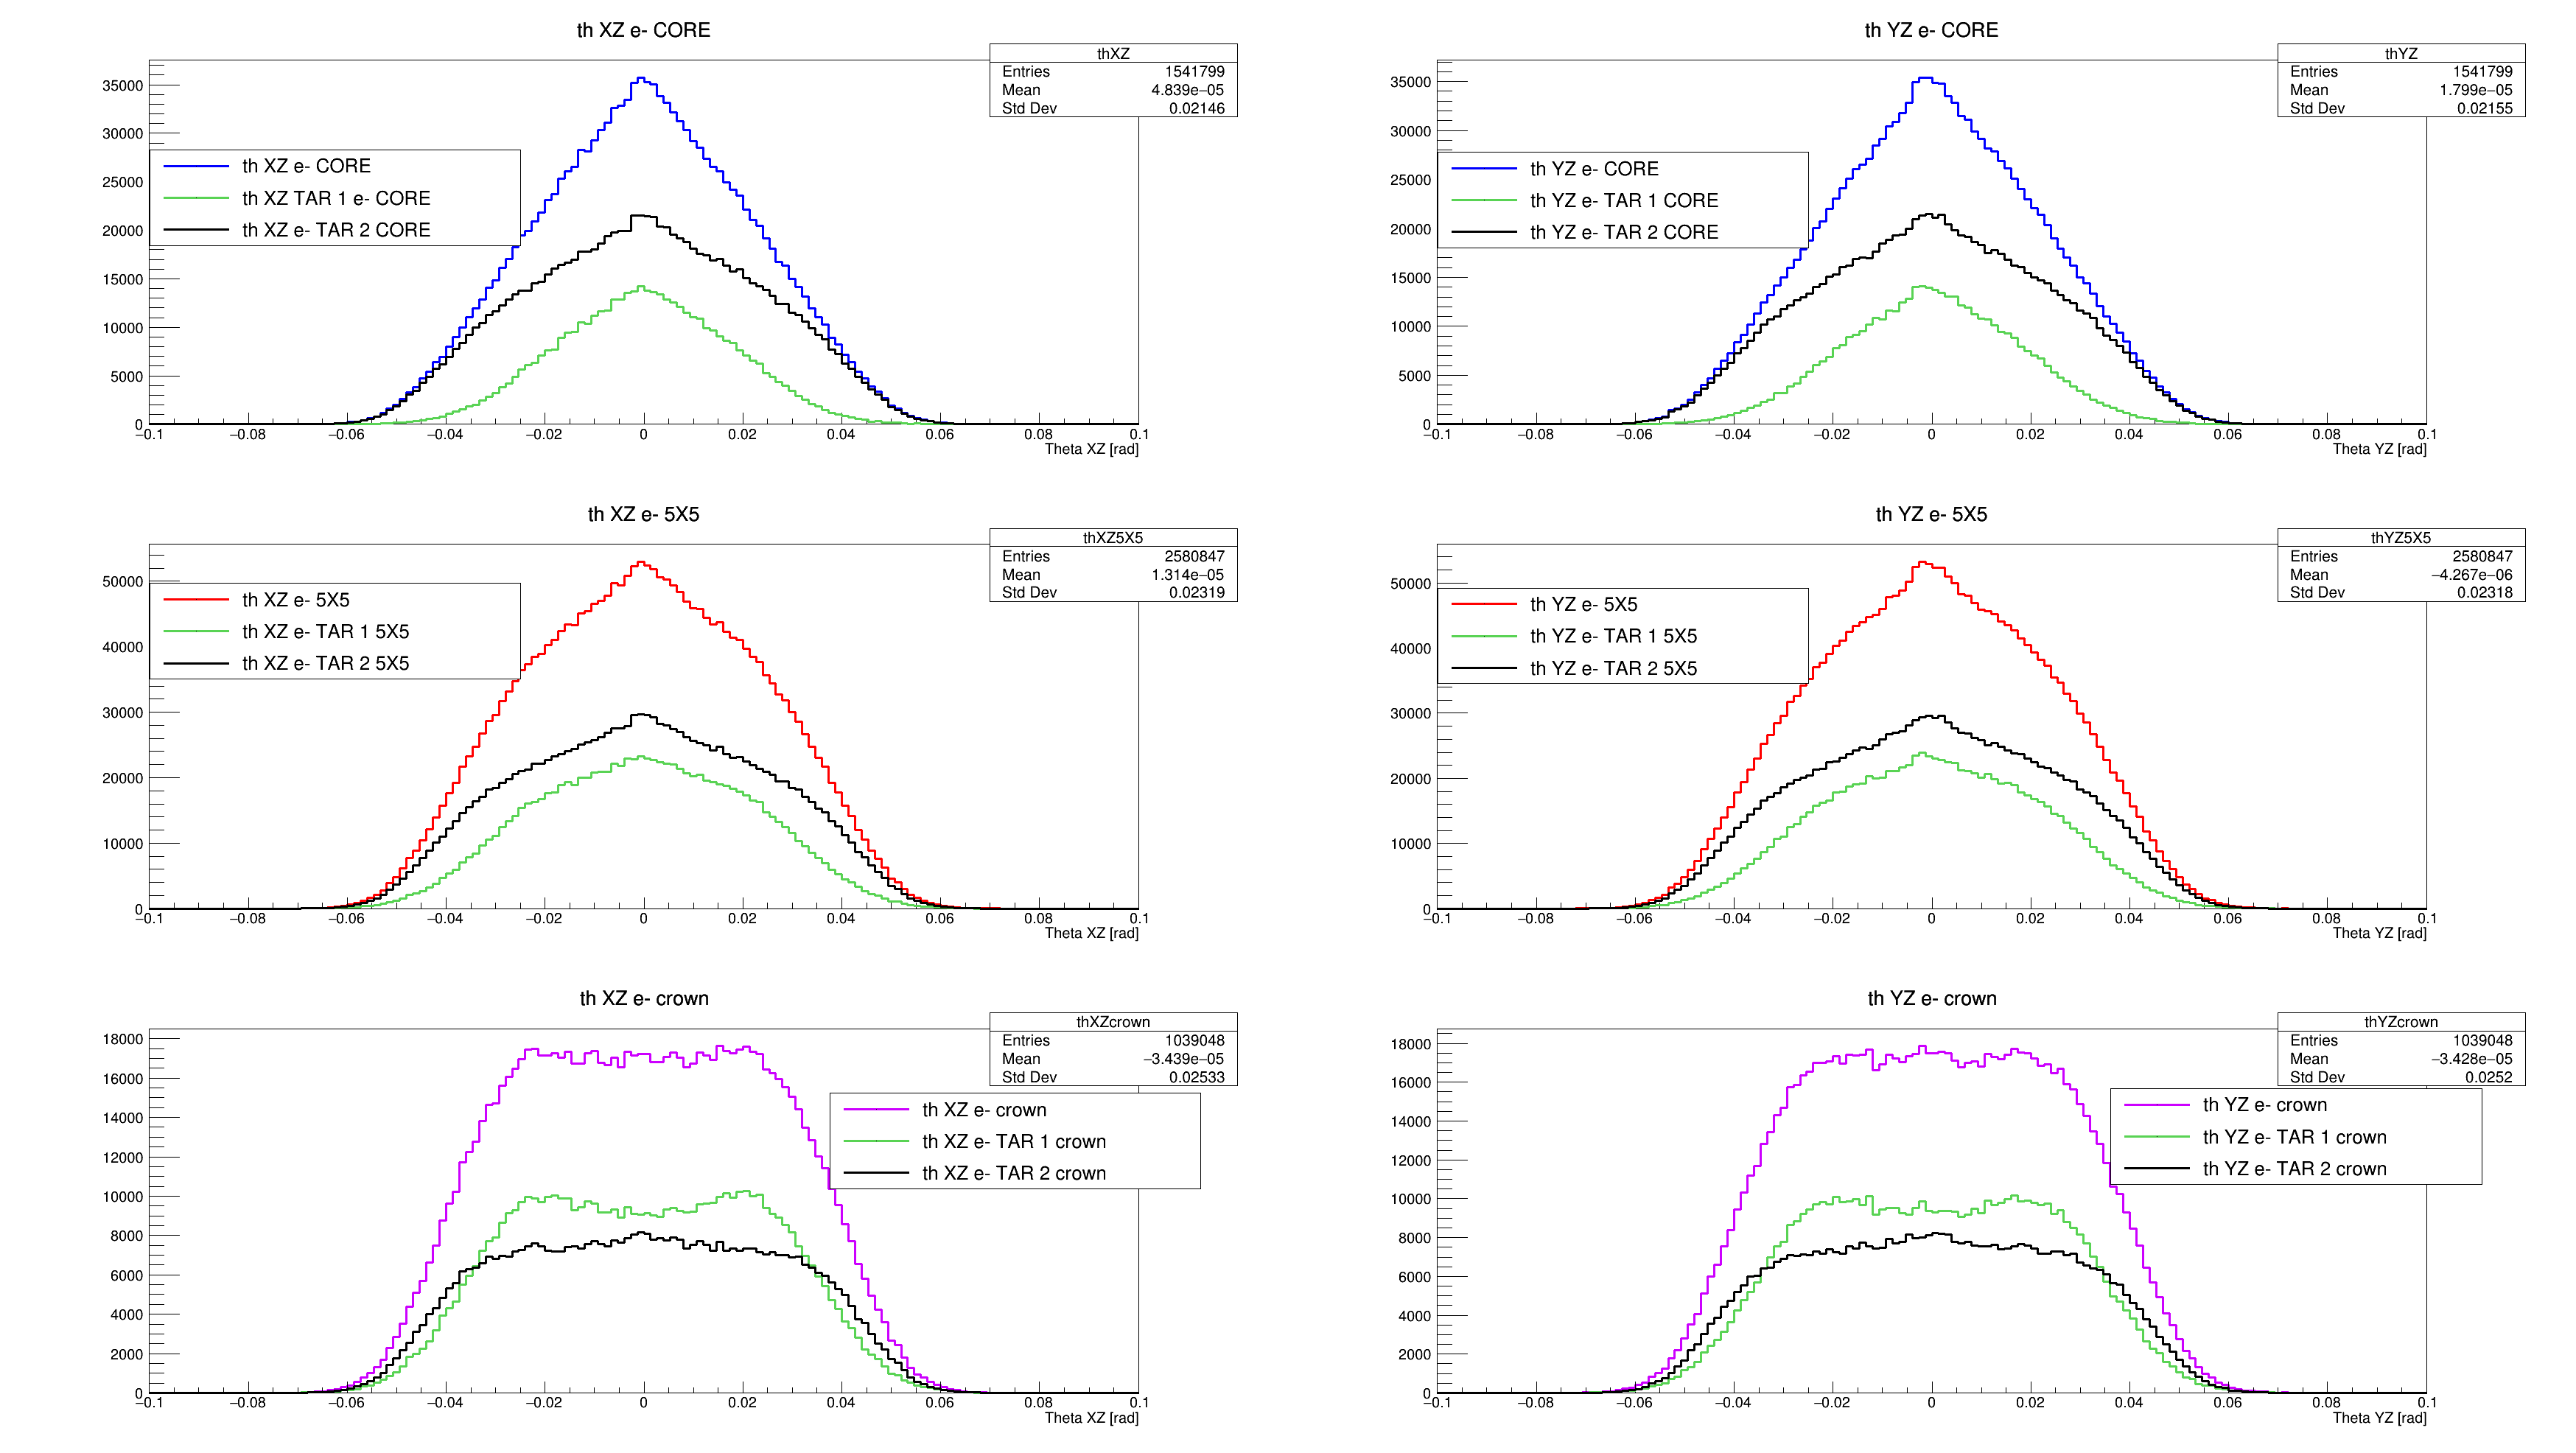 th XZ e- CORE
thXZ
Entries 1541799
Mean 4.839e−05
Std Dev 0.02146
th XZ e- CORE
th XZ TAR 1 e- CORE
th XZ e- TAR 2 CORE
35000
30000
25000
20000
15000
10000
5000
0
−0.1 −0.08 −0.06 −0.04 −0.02 0 0.02 0.04 0.06 0.08 0.1
Theta XZ [rad]
th YZ e- CORE
thYZ
Entries 1541799
Mean 1.799e−05
Std Dev 0.02155
th YZ e- CORE
th YZ e- TAR 1 CORE
th YZ e- TAR 2 CORE
35000
30000
25000
20000
15000
10000
5000
0
−0.1 −0.08 −0.06 −0.04 −0.02 0 0.02 0.04 0.06 0.08 0.1
Theta YZ [rad]
th XZ e- 5X5
thXZ5X5
Entries 2580847
Mean 1.314e−05
Std Dev 0.02319
th XZ e- 5X5
th XZ e- TAR 1 5X5
th XZ e- TAR 2 5X5
50000
40000
30000
20000
10000
0
−0.1 −0.08 −0.06 −0.04 −0.02 0 0.02 0.04 0.06 0.08 0.1
Theta XZ [rad]
th YZ e- 5X5
thYZ5X5
Entries 2580847
Mean −4.267e−06
Std Dev 0.02318
th YZ e- 5X5
th YZ e- TAR 1 5X5
th YZ e- TAR 2 5X5
50000
40000
30000
20000
10000
0
−0.1 −0.08 −0.06 −0.04 −0.02 0 0.02 0.04 0.06 0.08 0.1
Theta YZ [rad]
th XZ e- crown
thXZcrown
Entries 1039048
Mean −3.439e−05
Std Dev 0.02533
th XZ e- crown
th XZ e- TAR 1 crown
th XZ e- TAR 2 crown
18000
16000
14000
12000
10000
8000
6000
4000
2000
0
−0.1 −0.08 −0.06 −0.04 −0.02 0 0.02 0.04 0.06 0.08 0.1
Theta XZ [rad]
th YZ e- crown
thYZcrown
Entries 1039048
Mean −3.428e−05
Std Dev 0.0252
th YZ e- crown
th YZ e- TAR 1 crown
th YZ e- TAR 2 crown
18000
16000
14000
12000
10000
8000
6000
4000
2000
0
−0.1 −0.08 −0.06 −0.04 −0.02 0 0.02 0.04 0.06 0.08 0.1
Theta YZ [rad]